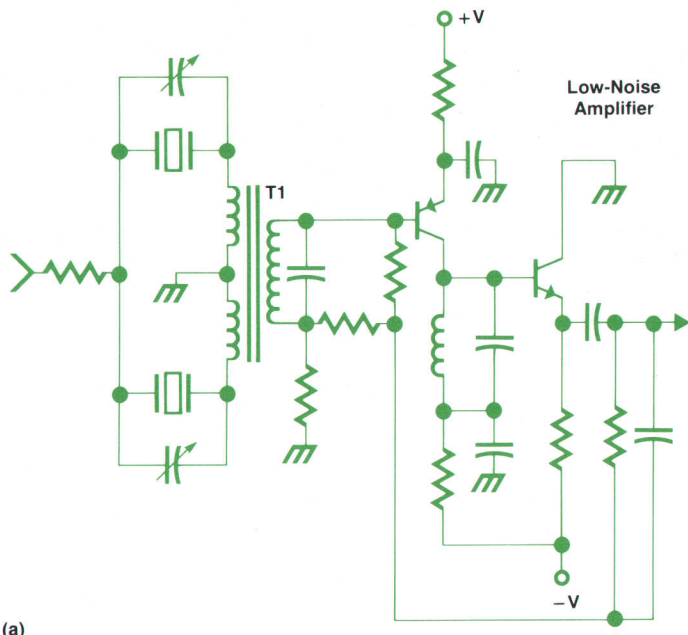 +V
Low-Noise
Amplifier
T1
−V
(a)